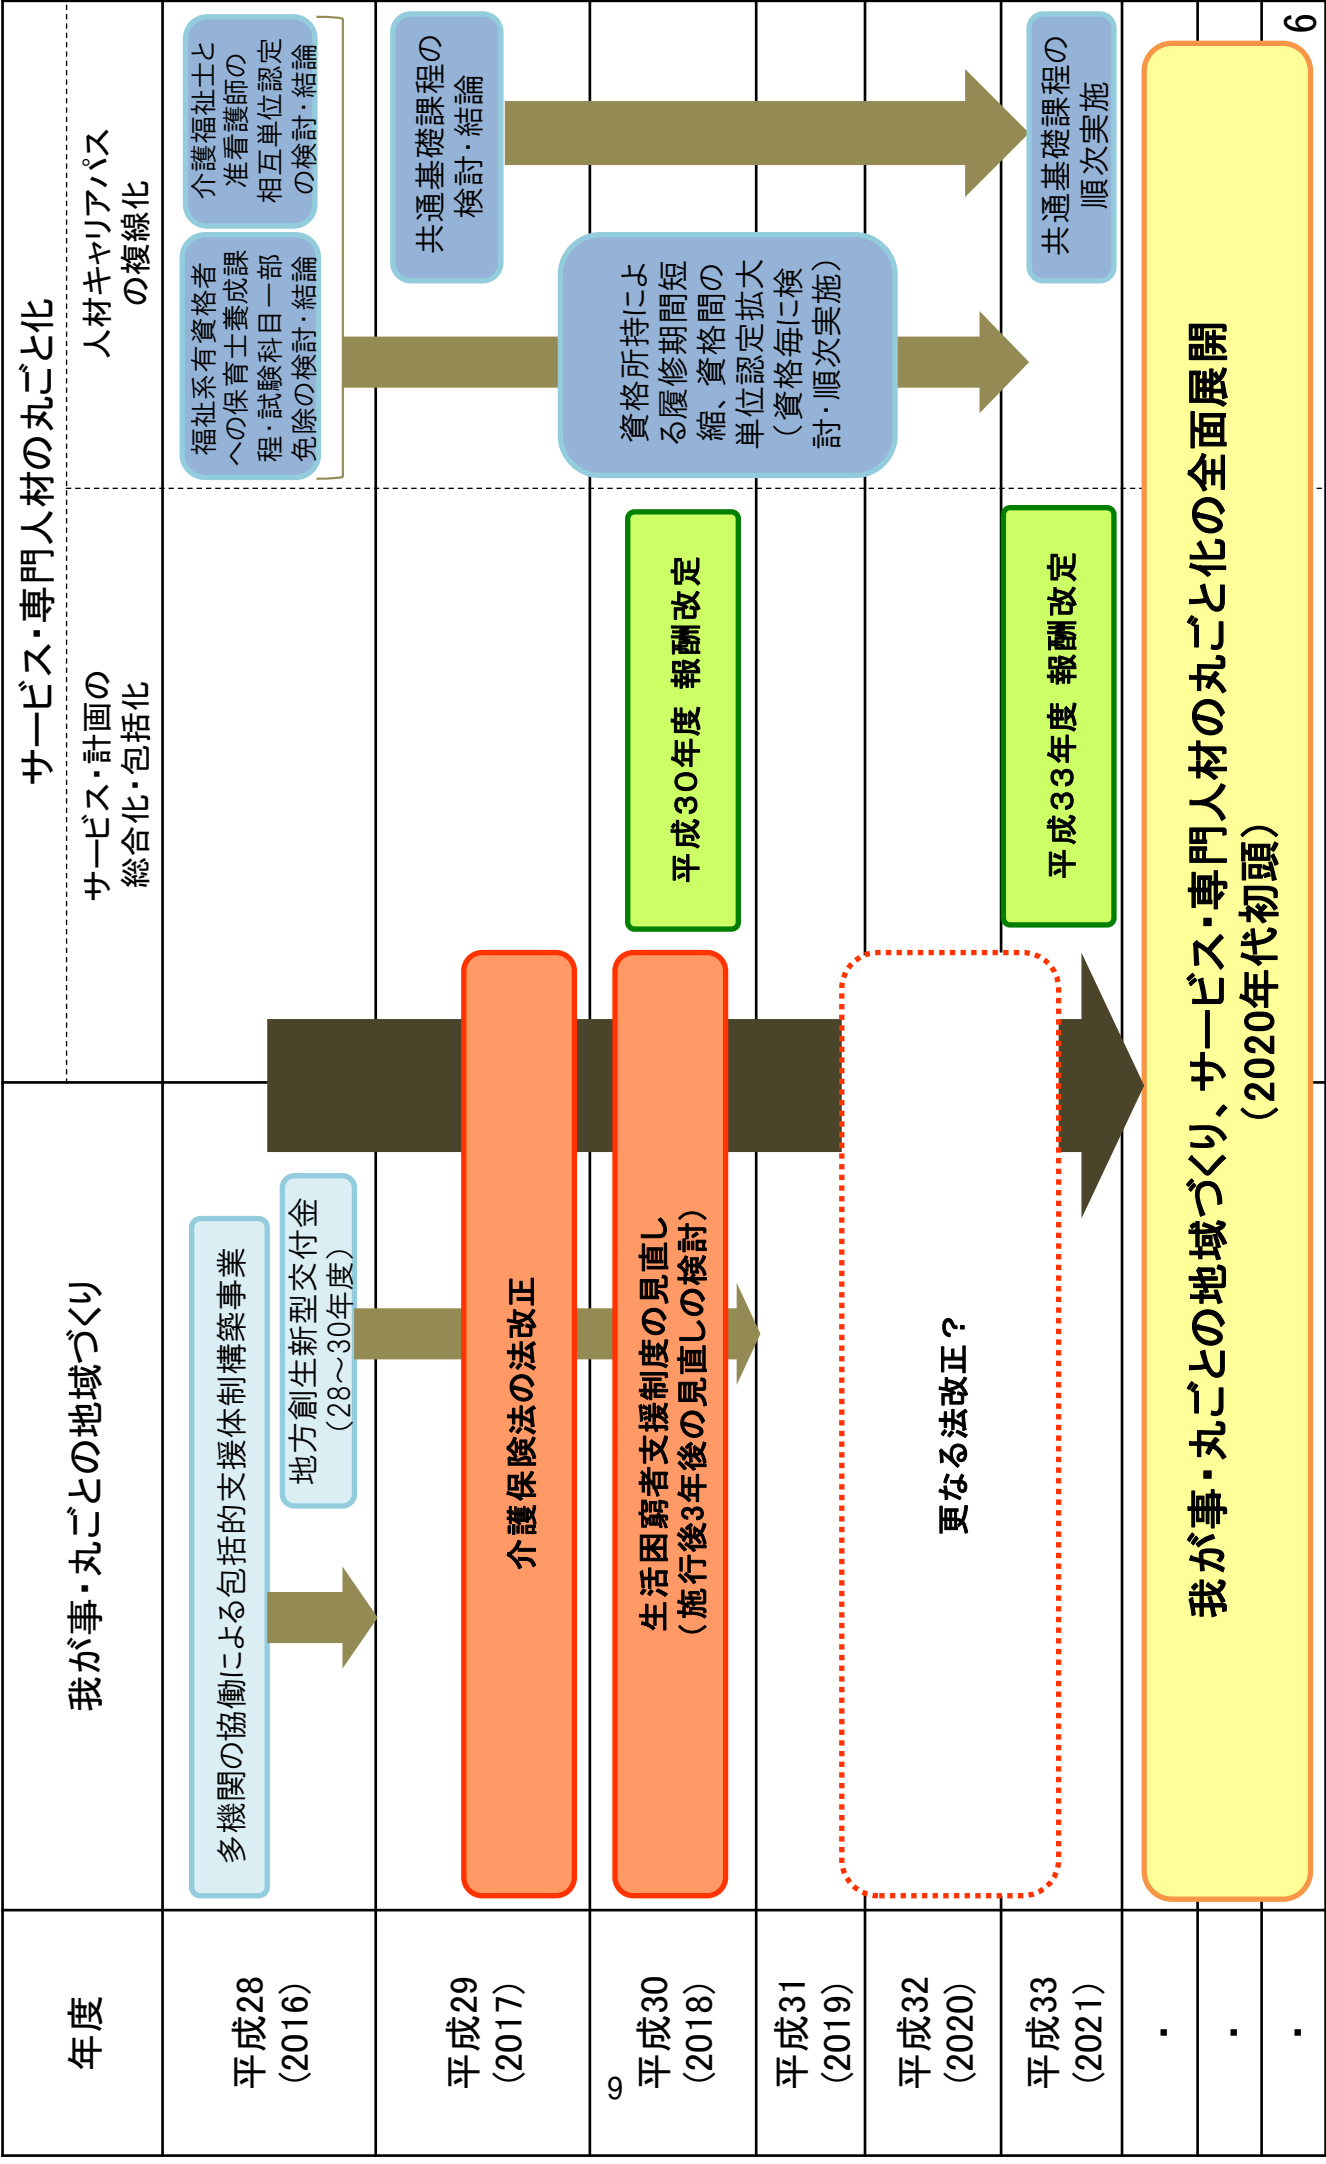 年度
我が事・丸ごとの地域づくり
サービス・専門人材の丸ごと化
サービス・計画の
総合化・包括化
人材キャリアパス
の複線化
平成28
（2016）
多機関の協働による包括的支援体制構築事業
地方創生新型交付金
（28～30年度）
福祉系有資格者
への保育士養成課
程・試験科目一部
免除の検討・結論
介護福祉士と
准看護師の
相互単位認定
の検討・結論
平成29
（2017）
介護保険法の法改正
共通基礎課程の
検討・結論
平成30
（2018）
生活困窮者支援制度の見直し
（施行後3年後の見直しの検討）
平成３０年度 報酬改定
資格所持によ
る履修期間短
縮、資格間の
単位認定拡大
（資格毎に検
討・順次実施）
平成31
（2019）
平成32
（2020）
更なる法改正？
平成33
（2021）
平成３３年度 報酬改定
共通基礎課程の
順次実施
・
・
・
我が事・丸ごとの地域づくり、サービス・専門人材の丸ごと化の全面展開
（2020年代初頭）
6
9